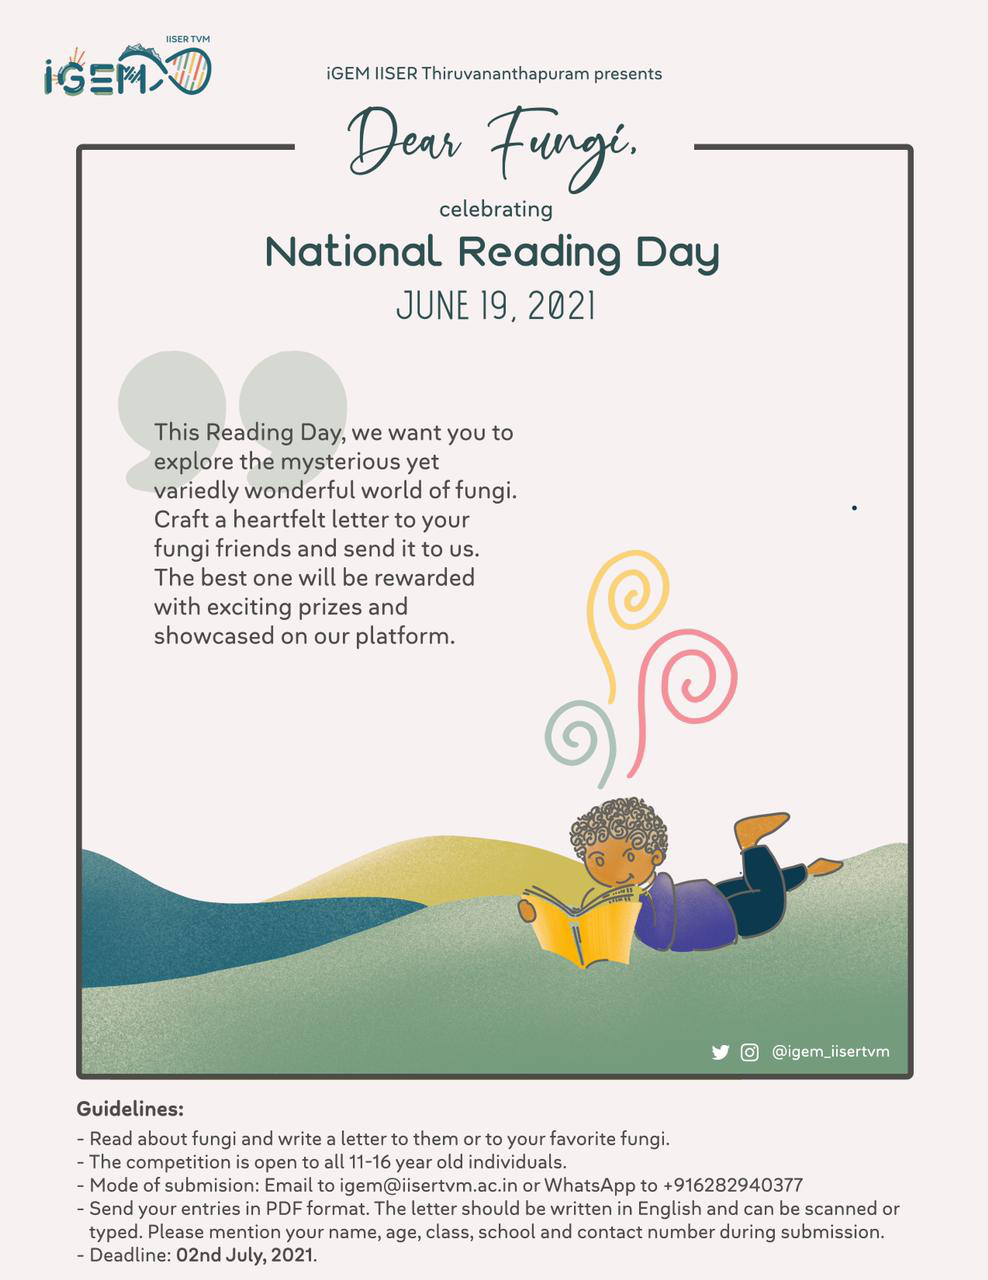 IISER TVM
iGEM
iGEM IISER Thiruvananthapuram presents
Dear Fungi,
celebrating
National Reading Day
JUNE 19, 2021
This Reading Day, we want you to
explore the mysterious yet
variedly wonderful world of fungi.
Craft a heartfelt letter to your
fungi friends and send it to us.
The best one will be rewarded
with exciting prizes and
showcased on our platform.
@igem_iisertvm
Guidelines:
- Read about fungi and write a letter to them or to your favorite fungi.
- The competition is open to all 11-16 year old individuals.
- Mode of submision: Email to igem@iisertvm.ac.in or WhatsApp to +916282940377
- Send your entries in PDF format. The letter should be written in English and can be scanned or
typed. Please mention your name, age, class, school and contact number during submission.
- Deadline: 02nd July, 2021.